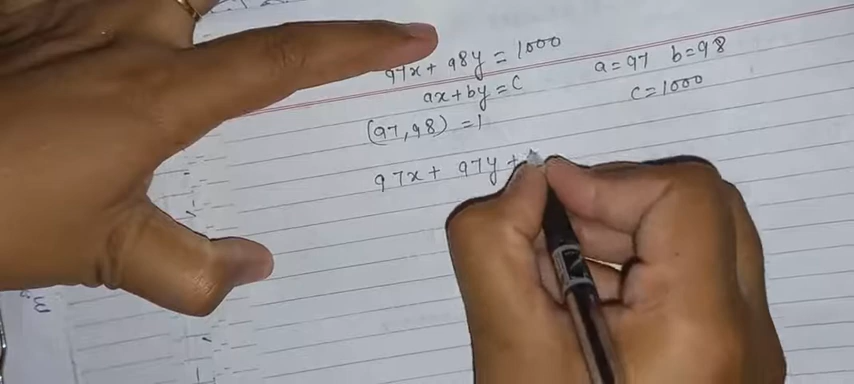 97x + 98y = 1000
ax + by = c
a = 97 b = 98
c = 1000
(97, 98) = 1
97x + 97y +